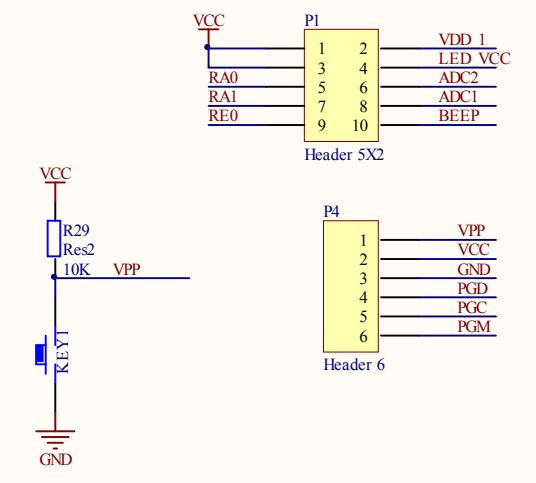 VCC
P1
1 2 VDD 1
3 4 LED VCC
RA0 5 6 ADC2
RA1 7 8 ADC1
RE0 9 10 BEEP
Header 5X2
VCC
R29
Res2
10K VPP
KEY1
GND
P4
1 VPP
2 VCC
3 GND
4 PGD
5 PGC
6 PGM
Header 6